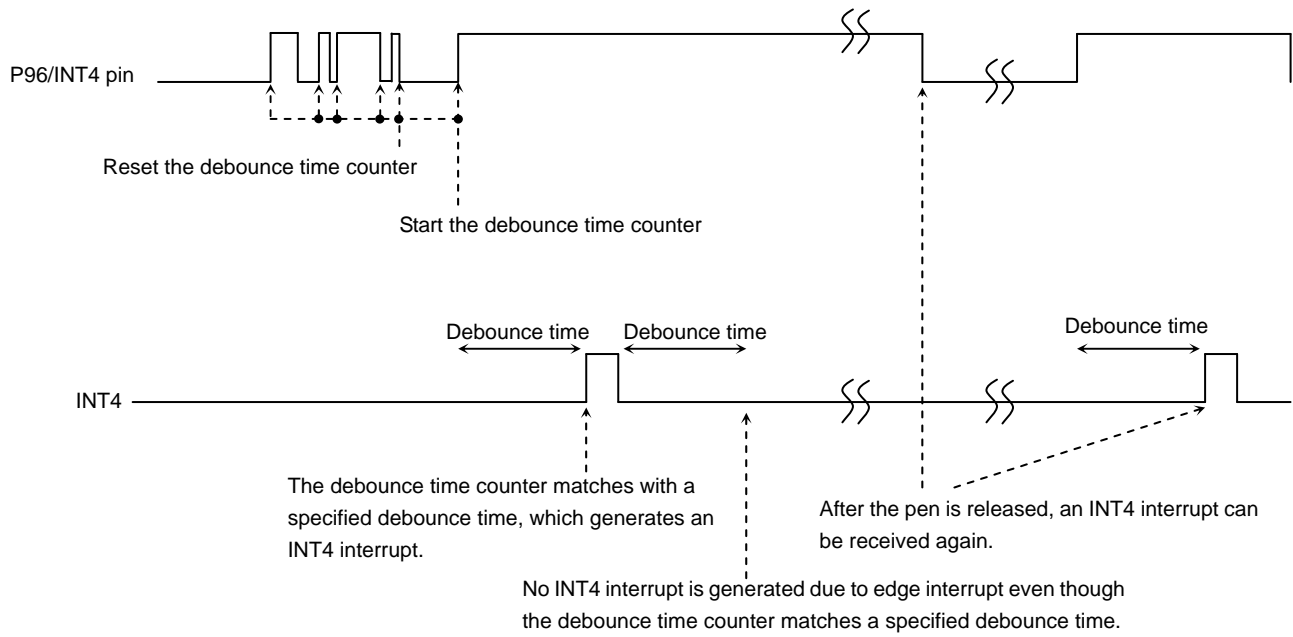 P96/INT4 pin
Reset the debounce time counter
Start the debounce time counter
Debounce time
Debounce time
Debounce time
INT4
The debounce time counter matches with a
specified debounce time, which generates an
INT4 interrupt.
After the pen is released, an INT4 interrupt can
be received again.
No INT4 interrupt is generated due to edge interrupt even though
the debounce time counter matches a specified debounce time.